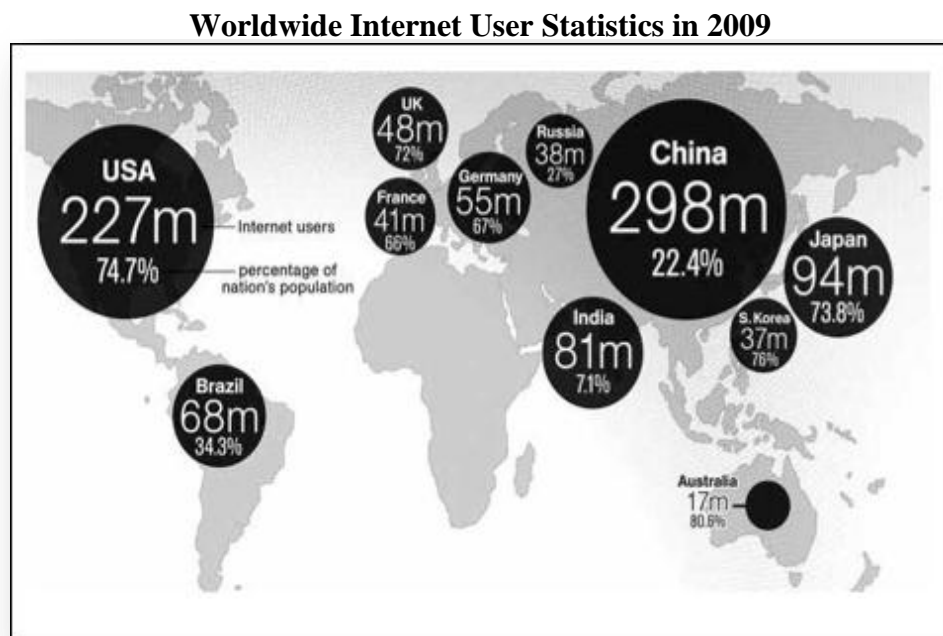 Worldwide Internet User Statistics in 2009
USA
227m
74.7%
Internet users
percentage of
nation's population
UK
48m
72%
France
41m
66%
Germany
55m
67%
Russia
38m
27%
China
298m
22.4%
Japan
94m
73.8%
S. Korea
37m
76%
India
81m
7.1%
Brazil
68m
34.3%
Australia
17m
80.6%